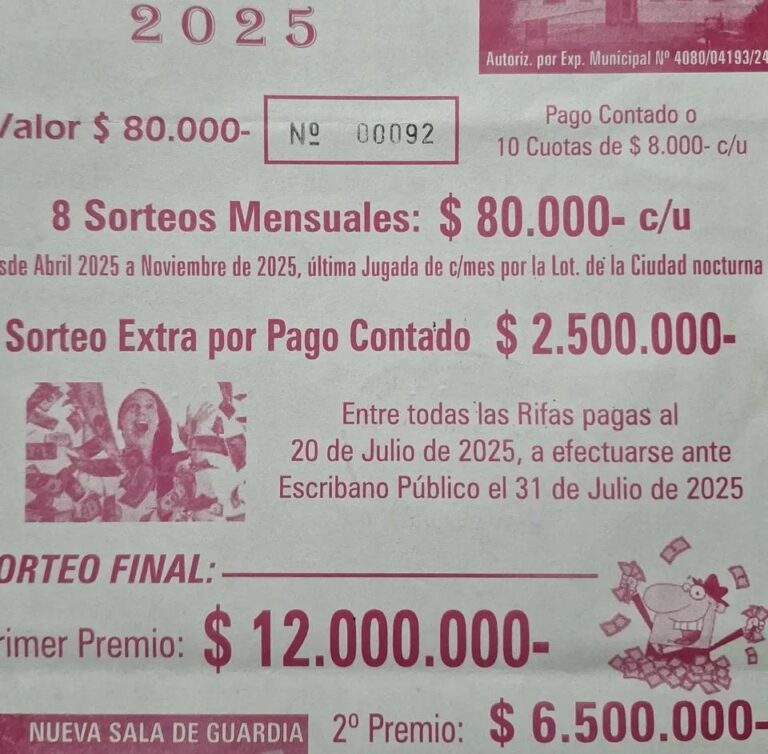 2025
Autoriz. por Exp. Municipal Nº 4080/04193/24
Valor $ 80.000-
Nº 00092
Pago Contado o
10 Cuotas de $ 8.000- c/u
8 Sorteos Mensuales: $ 80.000- c/u
sde Abril 2025 a Noviembre de 2025, última Jugada de c/mes por la Lot. de la Ciudad nocturna
Sorteo Extra por Pago Contado $ 2.500.000-
Entre todas las Rifas pagas al
20 de Julio de 2025, a efectuarse ante
Escribano Público el 31 de Julio de 2025
ORTEO FINAL:
rimer Premio: $ 12.000.000-
NUEVA SALA DE GUARDIA
2º Premio: $ 6.500.000-